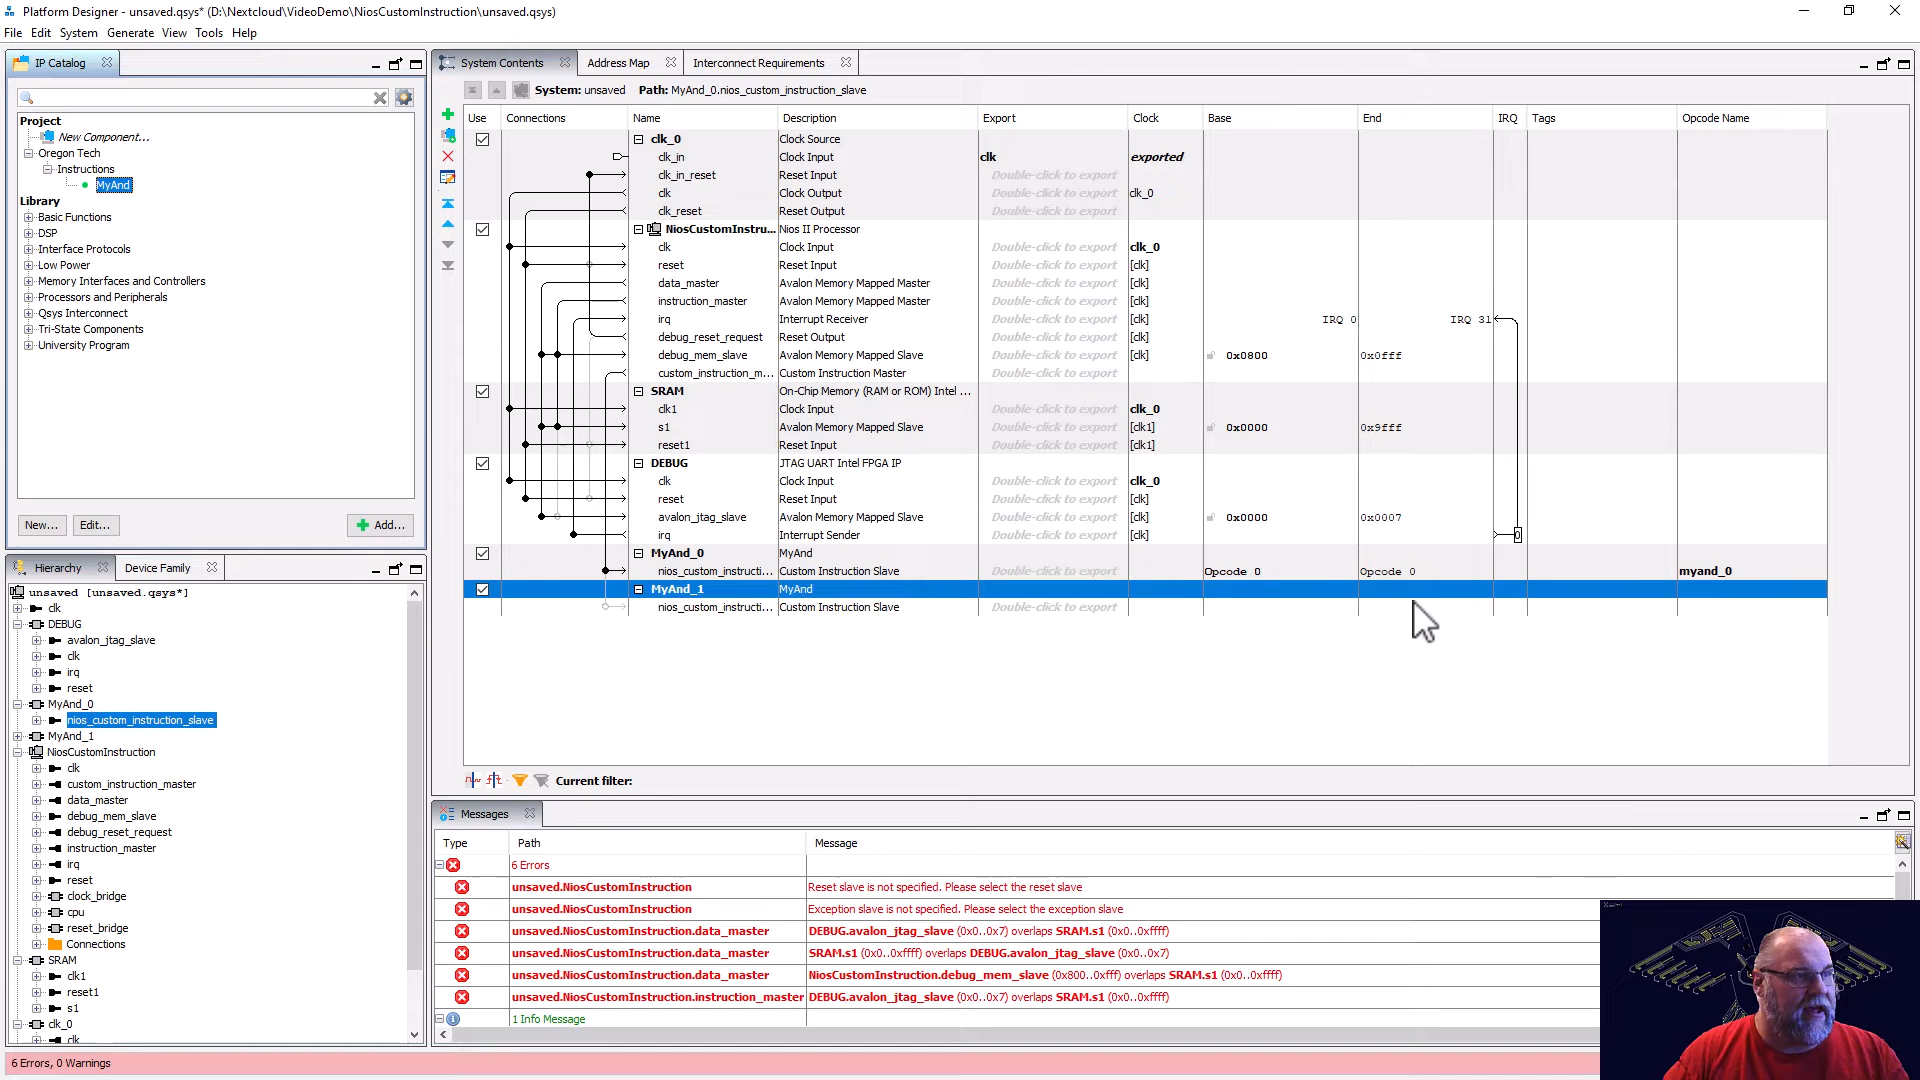 Platform Designer - unsaved.qsys* (D:\Nextcloud\VideoDemo\NiosCustomInstruction\unsaved.qsys)
File Edit System Generate View Tools Help
IP Catalog
Project
New Component...
Oregon Tech
Instructions
MyAnd
Library
Basic Functions
DSP
Interface Protocols
Low Power
Memory Interfaces and Controllers
Processors and Peripherals
Qsys Interconnect
Tri-State Components
University Program
New... Edit... Add...
Hierarchy Device Family
unsaved [unsaved.qsys*]
clk
DEBUG
avalon_jtag_slave
clk
irq
reset
MyAnd_0
nios_custom_instruction_slave
MyAnd_1
NiosCustomInstruction
clk
custom_instruction_master
data_master
debug_mem_slave
debug_reset_request
instruction_master
irq
reset
clock_bridge
cpu
reset_bridge
Connections
SRAM
clk1
reset1
s1
clk_0
clk
System Contents Address Map Interconnect Requirements
System: unsaved Path: MyAnd_0.nios_custom_instruction_slave
Use Connections Name Description Export Clock Base End IRQ Tags Opcode Name
clk_0 Clock Source
clk_in Clock Input clk exported
clk_in_reset Reset Input Double-click to export
clk Clock Output Double-click to export clk_0
clk_reset Reset Output Double-click to export
NiosCustomInstru... Nios II Processor
clk Clock Input Double-click to export clk_0
reset Reset Input Double-click to export [clk]
data_master Avalon Memory Mapped Master Double-click to export [clk]
instruction_master Avalon Memory Mapped Master Double-click to export [clk]
irq Interrupt Receiver Double-click to export [clk] IRQ 0 IRQ 31
debug_reset_request Reset Output Double-click to export [clk]
debug_mem_slave Avalon Memory Mapped Slave Double-click to export [clk] 0x0800 0x0fff
custom_instruction_m... Custom Instruction Master Double-click to export
SRAM On-Chip Memory (RAM or ROM) Intel ...
clk1 Clock Input Double-click to export clk_0
s1 Avalon Memory Mapped Slave Double-click to export [clk1] 0x0000 0x9fff
reset1 Reset Input Double-click to export [clk1]
DEBUG JTAG UART Intel FPGA IP
clk Clock Input Double-click to export clk_0
reset Reset Input Double-click to export [clk]
avalon_jtag_slave Avalon Memory Mapped Slave Double-click to export [clk] 0x0000 0x0007
irq Interrupt Sender Double-click to export [clk] 0
MyAnd_0 MyAnd
nios_custom_instructi... Custom Instruction Slave Double-click to export Opcode 0 Opcode 0 myand_0
MyAnd_1 MyAnd
nios_custom_instructi... Custom Instruction Slave Double-click to export
Current filter:
Messages
Type Path Message
6 Errors
unsaved.NiosCustomInstruction Reset slave is not specified. Please select the reset slave
unsaved.NiosCustomInstruction Exception slave is not specified. Please select the exception slave
unsaved.NiosCustomInstruction.data_master DEBUG.avalon_jtag_slave (0x0..0x7) overlaps SRAM.s1 (0x0..0xffff)
unsaved.NiosCustomInstruction.data_master SRAM.s1 (0x0..0xffff) overlaps DEBUG.avalon_jtag_slave (0x0..0x7)
unsaved.NiosCustomInstruction.data_master NiosCustomInstruction.debug_mem_slave (0x800..0xfff) overlaps SRAM.s1 (0x0..0xffff)
unsaved.NiosCustomInstruction.instruction_master DEBUG.avalon_jtag_slave (0x0..0x7) overlaps SRAM.s1 (0x0..0xffff)
1 Info Message
6 Errors, 0 Warnings